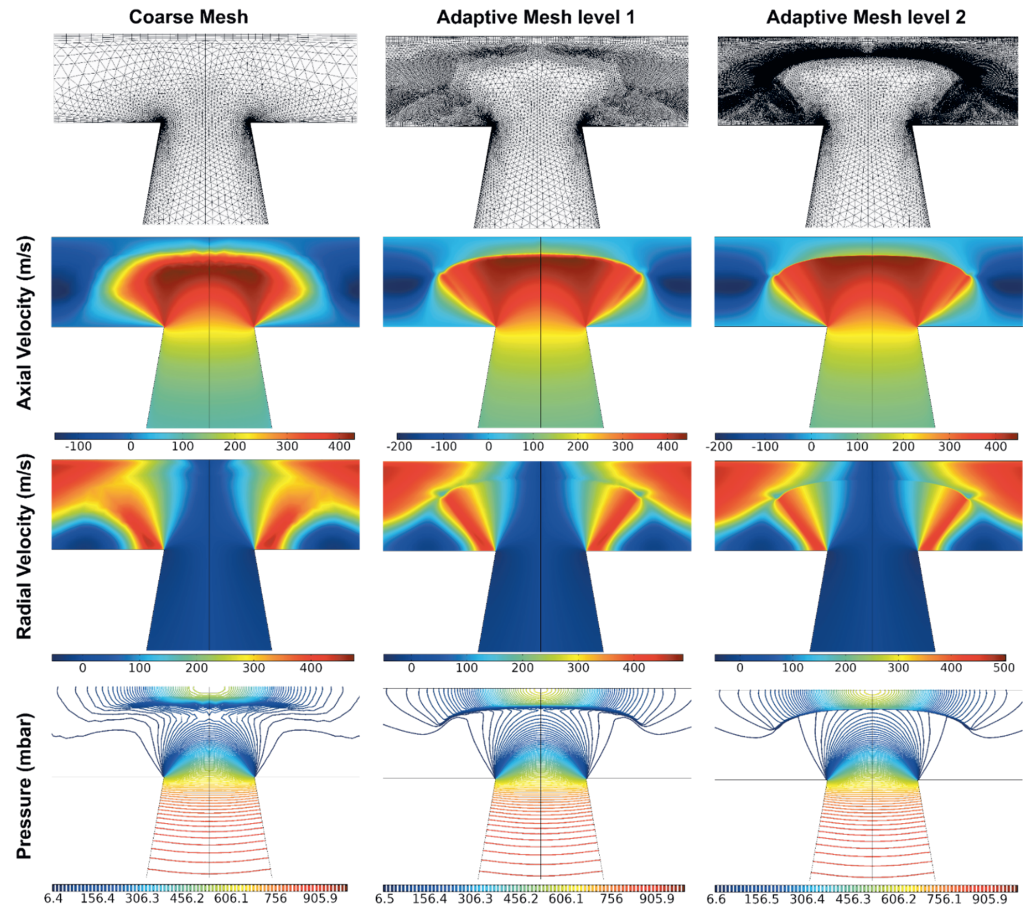 Coarse Mesh
Adaptive Mesh level 1
Adaptive Mesh level 2
Axial Velocity (m/s)
-100 0 100 200 300 400
-200 -100 0 100 200 300 400
-200 -100 0 100 200 300 400
Radial Velocity (m/s)
0 100 200 300 400
0 100 200 300 400
0 100 200 300 400 500
Pressure (mbar)
6.4 156.4 306.3 456.2 606.1 756 905.9
6.5 156.4 306.3 456.2 606.1 756 905.9
6.6 156.5 306.4 456.3 606.2 756.1 905.9